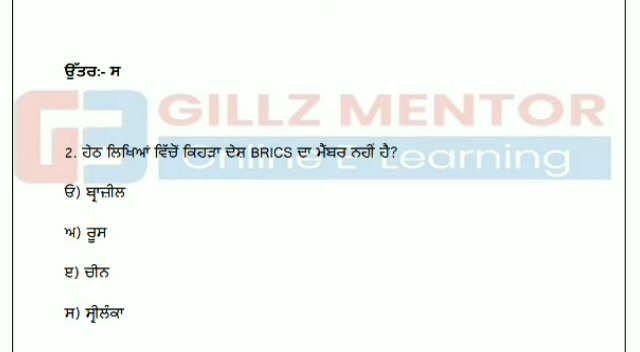 ਉੱਤਰ:- ਸ
GILLZ MENTOR
Online E-Learning
2. ਹੇਠ ਲਿਖਿਆਂ ਵਿੱਚੋਂ ਕਿਹੜਾ ਦੇਸ਼ BRICS ਦਾ ਮੈਂਬਰ ਨਹੀਂ ਹੈ?
ੳ) ਬ੍ਰਾਜ਼ੀਲ
ਅ) ਰੂਸ
ੲ) ਚੀਨ
ਸ) ਸ੍ਰੀਲੰਕਾ